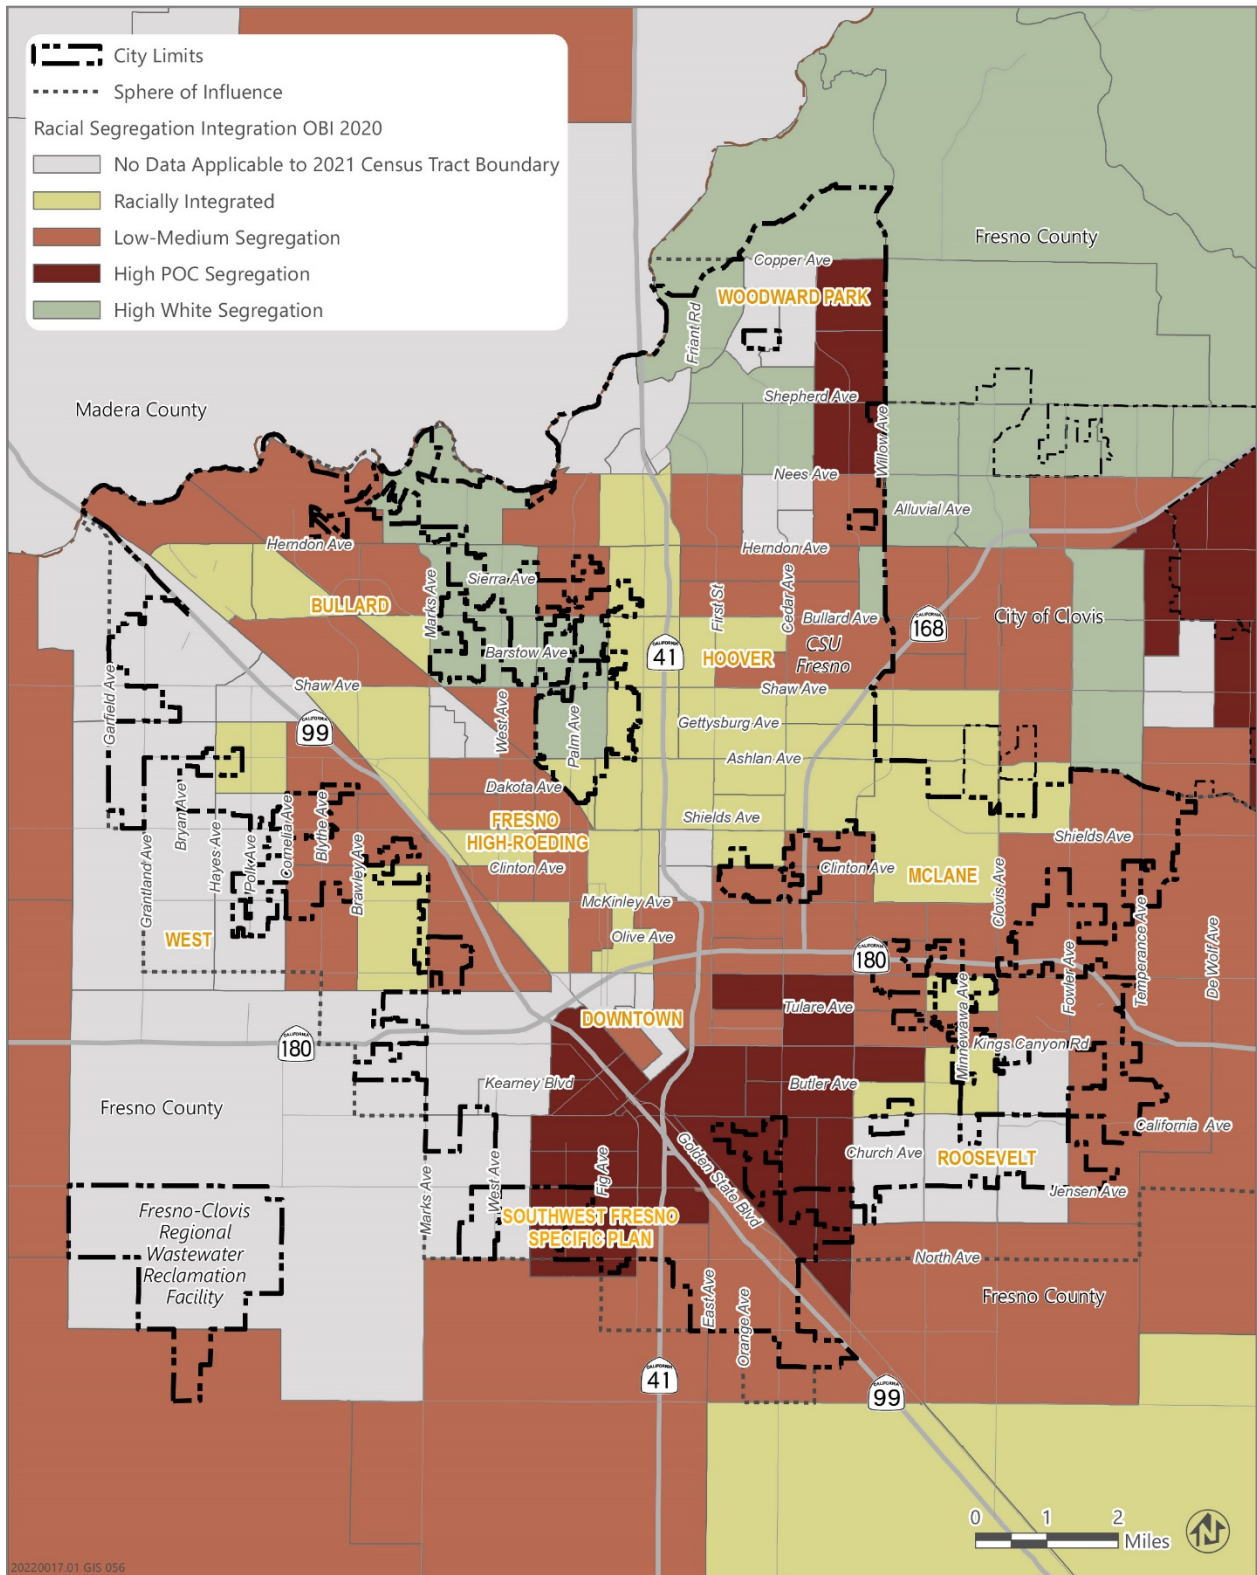 City Limits
Sphere of Influence
Racial Segregation Integration OBI 2020
No Data Applicable to 2021 Census Tract Boundary
Racially Integrated
Low-Medium Segregation
High POC Segregation
High White Segregation
Fresno County
Copper Ave
WOODWARD PARK
Friant Rd
Shepherd Ave
Madera County
Willow Ave
Nees Ave
Alluvial Ave
Herndon Ave
Herndon Ave
Sierra Ave
Marks Ave
BULLARD
First St
Cedar Ave
Bullard Ave
CALIFORNIA
168
City of Clovis
CALIFORNIA
41
Barstow Ave
HOOVER
CSU
Fresno
Shaw Ave
Shaw Ave
Garfield Ave
CALIFORNIA
99
West Ave
Palm Ave
Gettysburg Ave
Ashlan Ave
Dakota Ave
Bryan Ave
Hayes Ave
Polk Ave
Cornelia Ave
Blythe Ave
Brawley Ave
Grantland Ave
FRESNO
HIGH-ROEDING
Shields Ave
Shields Ave
Clinton Ave
Clinton Ave
MCLANE
Clovis Ave
McKinley Ave
WEST
Olive Ave
CALIFORNIA
180
Fowler Ave
Temperance Ave
De Wolf Ave
Tulare Ave
DOWNTOWN
Minnewawa Ave
CALIFORNIA
180
Kings Canyon Rd
Kearney Blvd
Butler Ave
Fresno County
California Ave
Church Ave
ROOSEVELT
Golden State Blvd
Fig Ave
Marks Ave
West Ave
Jensen Ave
SOUTHWEST FRESNO
SPECIFIC PLAN
Fresno-Clovis
Regional
Wastewater
Reclamation
Facility
North Ave
East Ave
Orange Ave
Fresno County
CALIFORNIA
41
CALIFORNIA
99
0 1 2
Miles
N
20220017.01 GIS 056